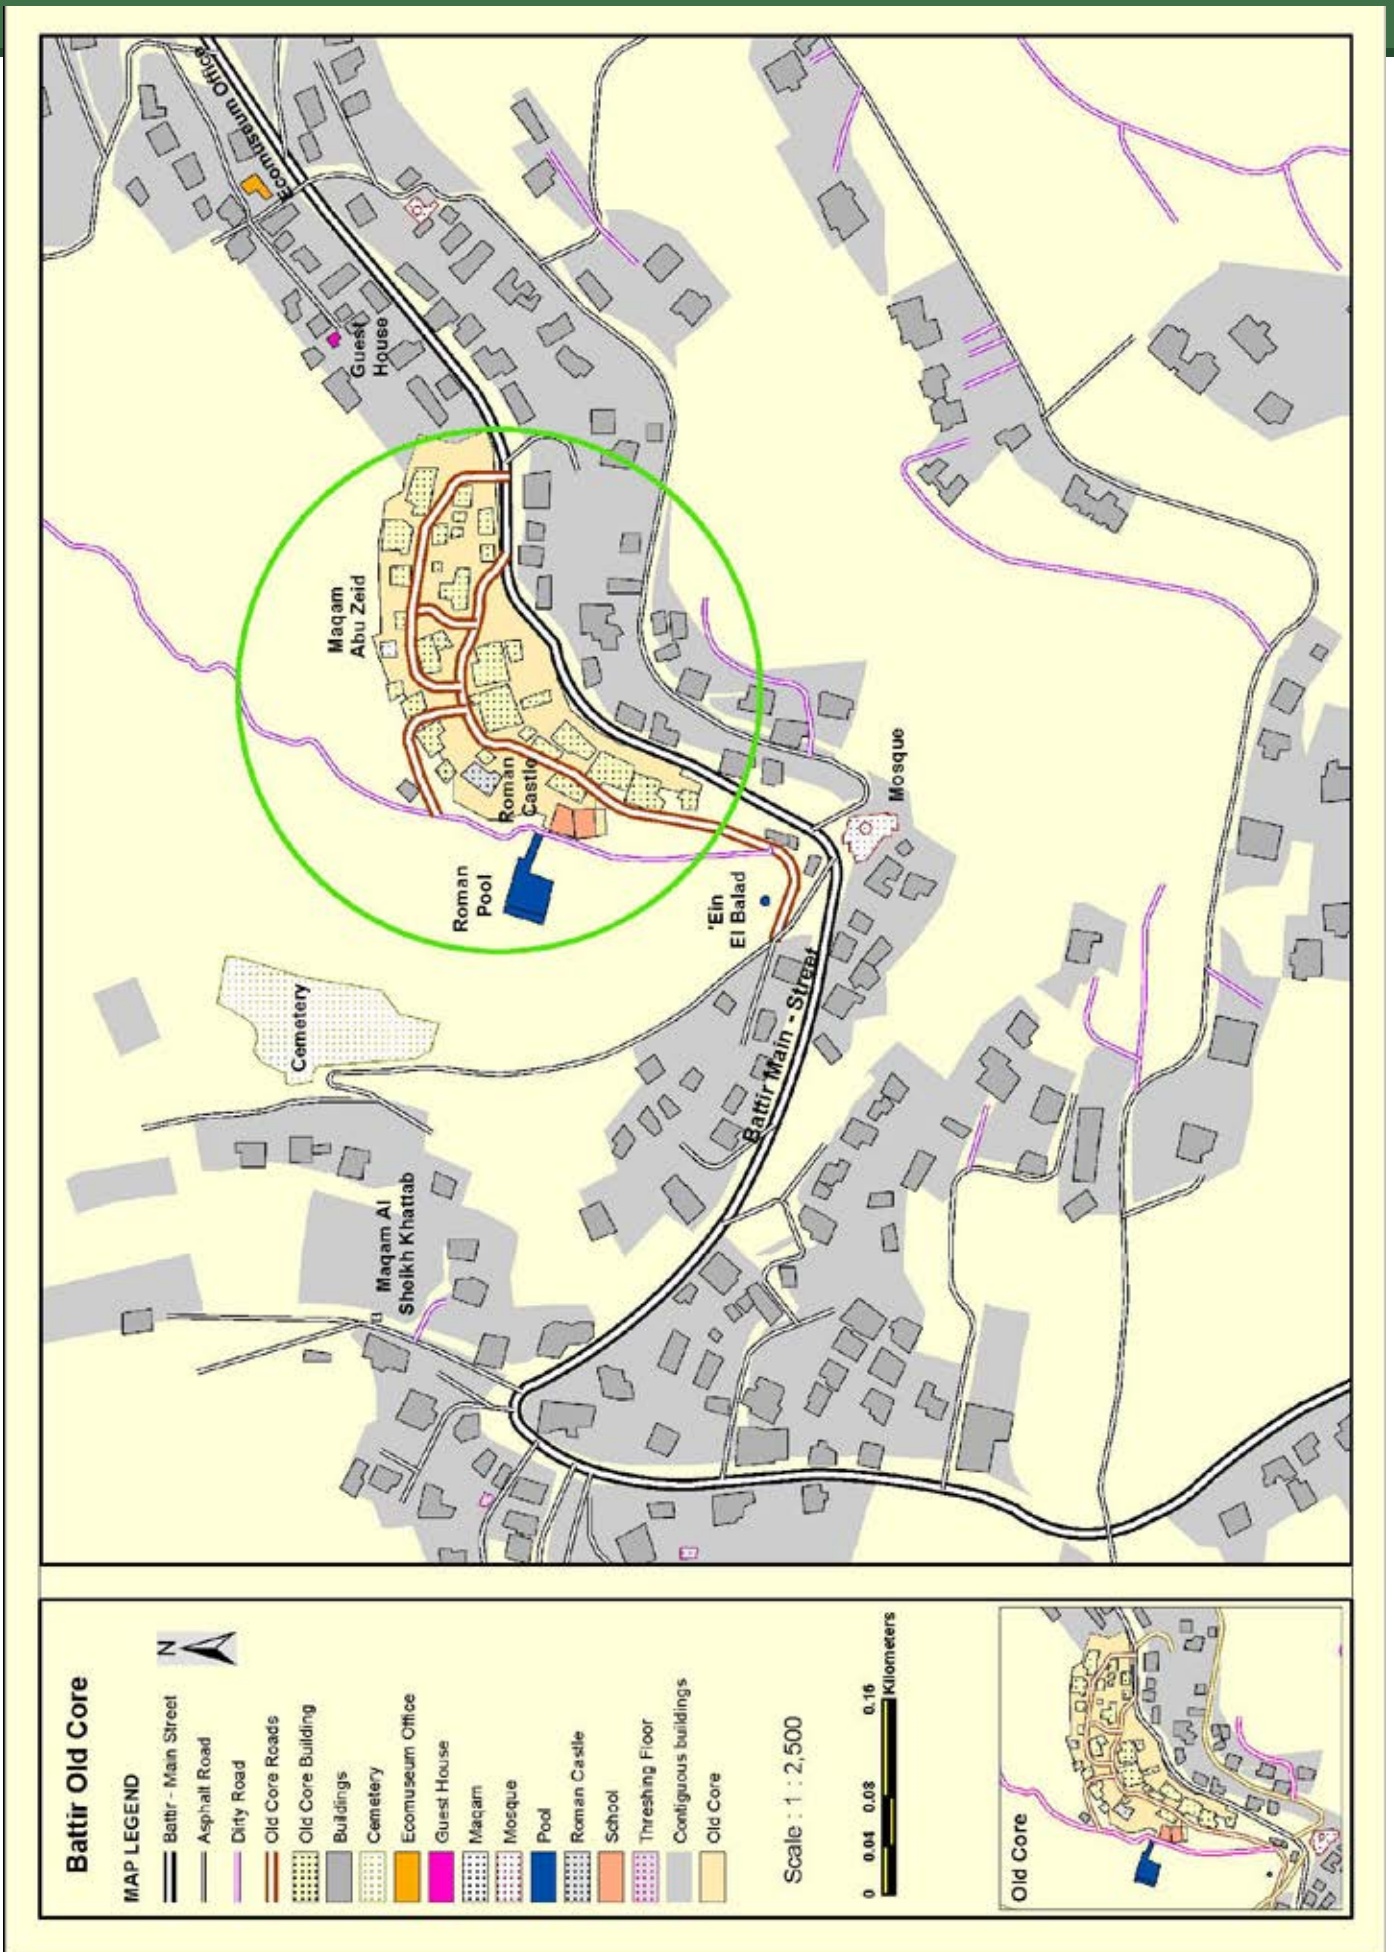 Battir Old Core
MAP LEGEND
N
Battir - Main Street
Asphalt Road
Dirty Road
Old Core Roads
Old Core Building
Buildings
Cemetery
Ecomuseum Office
Guest House
Maqam
Mosque
Pool
Roman Castle
School
Threshing Floor
Contiguous buildings
Old Core
Scale : 1 : 2,500
0 0.04 0.08 0.16
Kilometers
Old Core
Maqam Al
Sheikh Khattab
Cemetery
Roman
Pool
Roman
Castle
Maqam
Abu Zeid
Guest
House
Ecomuseum Office
'Ein
El Balad
Battir Main - Street
Mosque